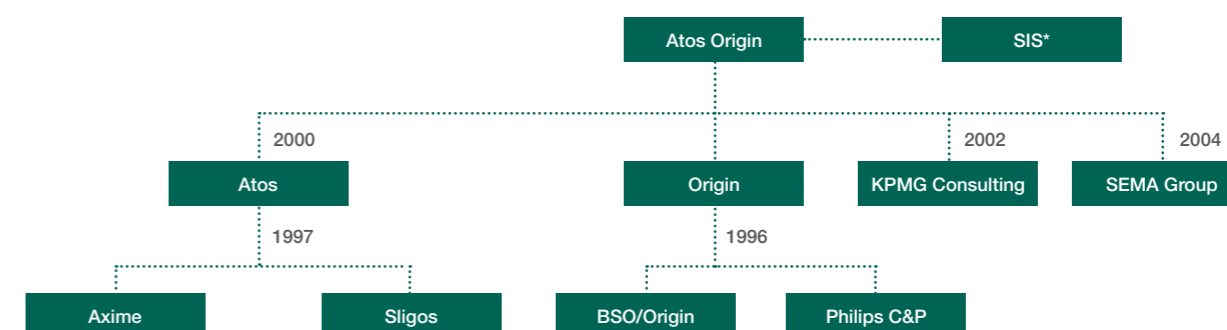 Atos Origin
SIS*
2000
2002
2004
Atos
Origin
KPMG Consulting
SEMA Group
1997
1996
Axime
Sligos
BSO/Origin
Philips C&P